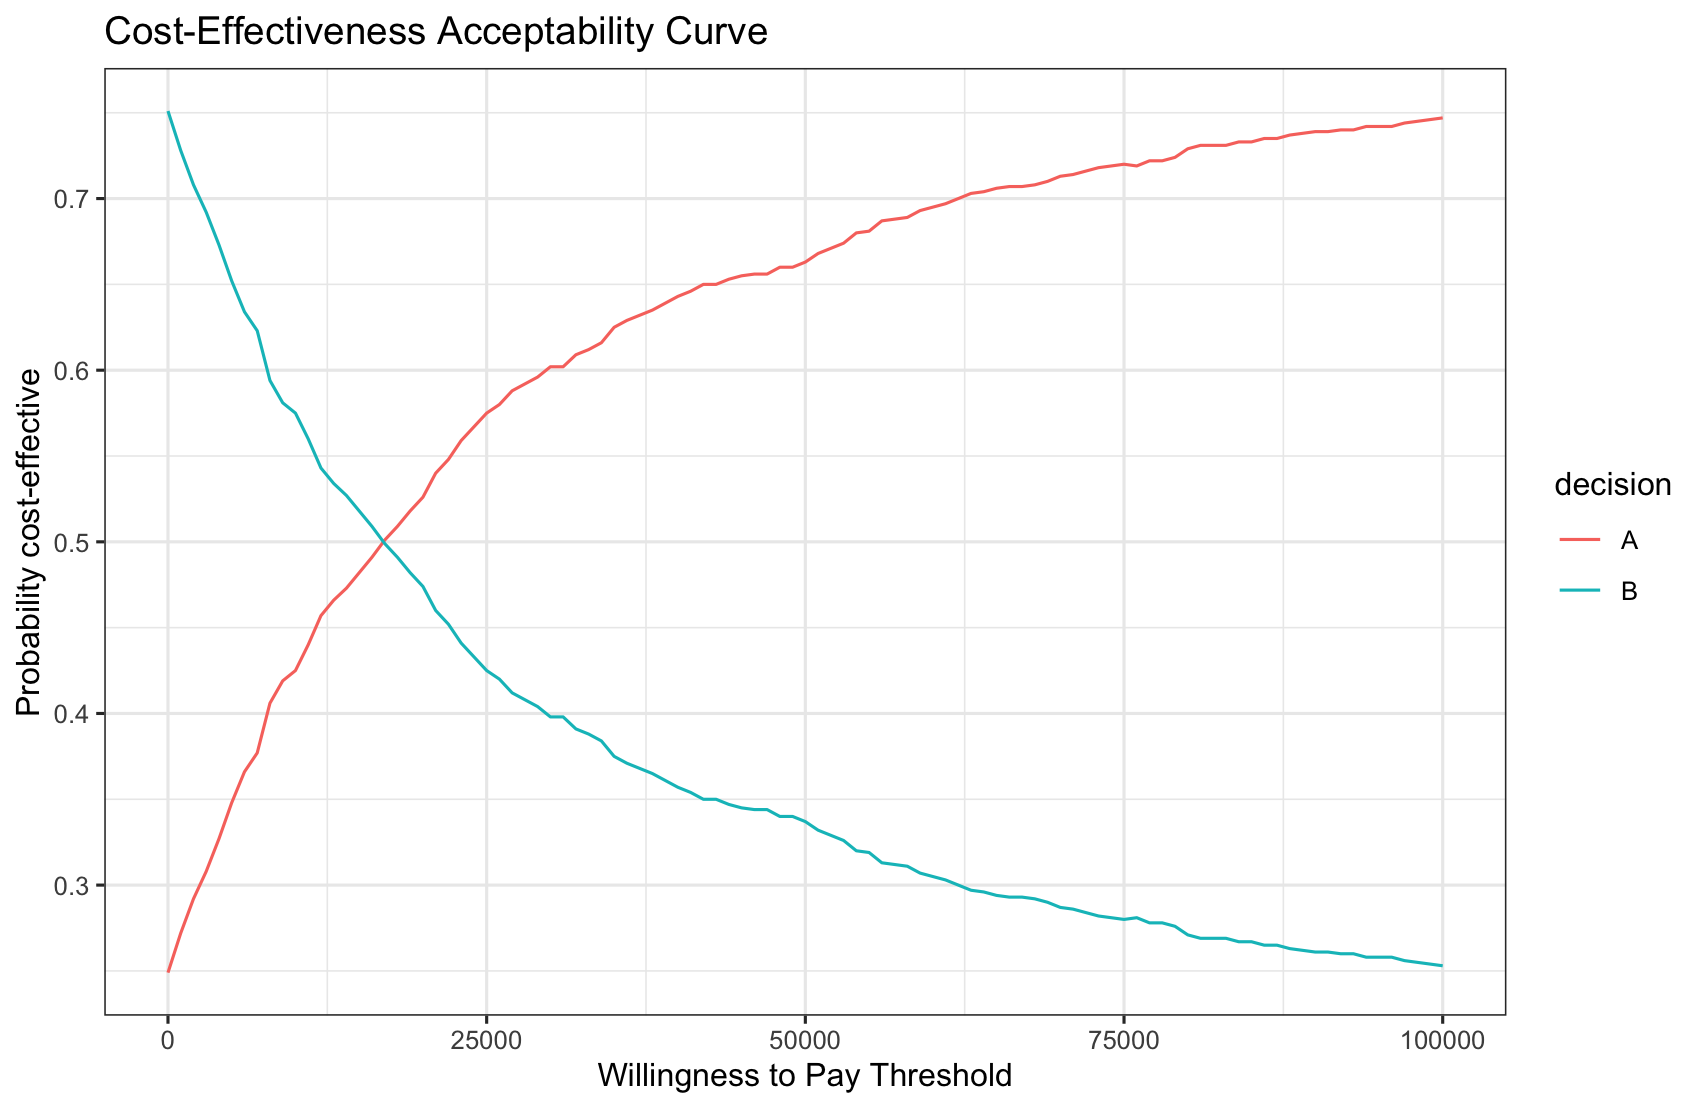 Cost-Effectiveness Acceptability Curve
Probability cost-effective
0.7
0.6
0.5
0.4
0.3
0
25000
50000
75000
100000
Willingness to Pay Threshold
decision
A
B